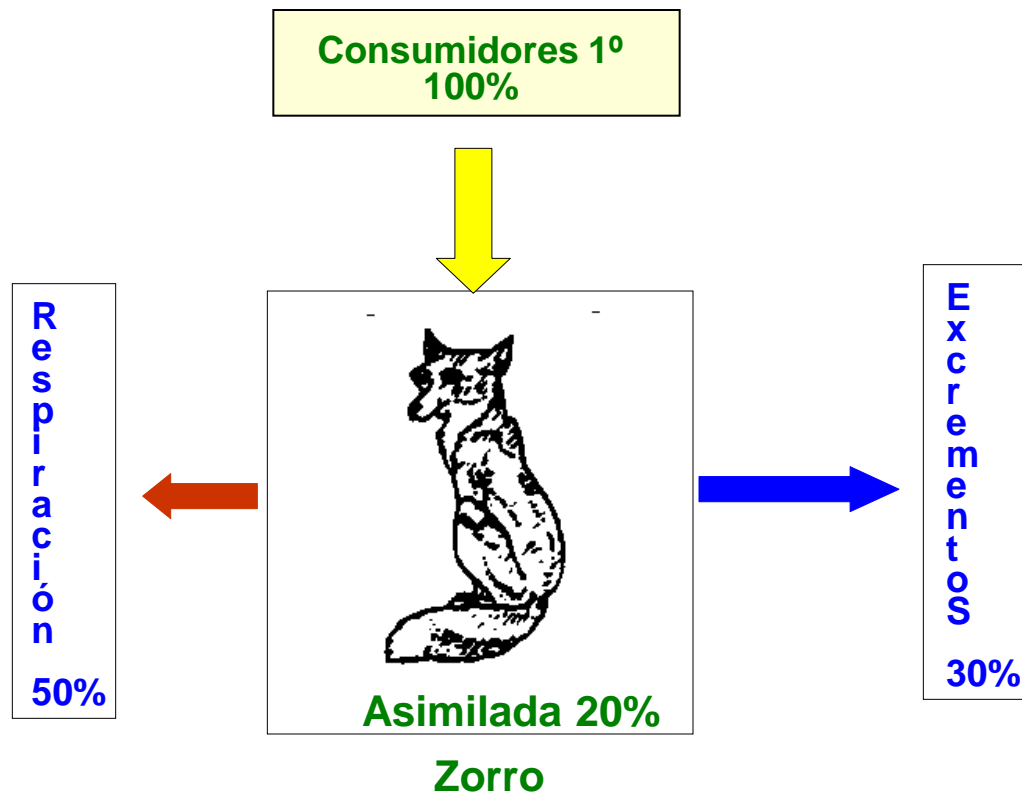 Consumidores 1º
100%
Respiración
50%
ExcrementoS
30%
Asimilada 20%
Zorro